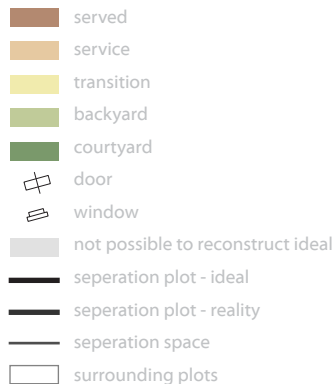 served
service
transition
backyard
courtyard
door
window
not possible to reconstruct ideal
seperation plot - ideal
seperation plot - reality
seperation space
surrounding plots